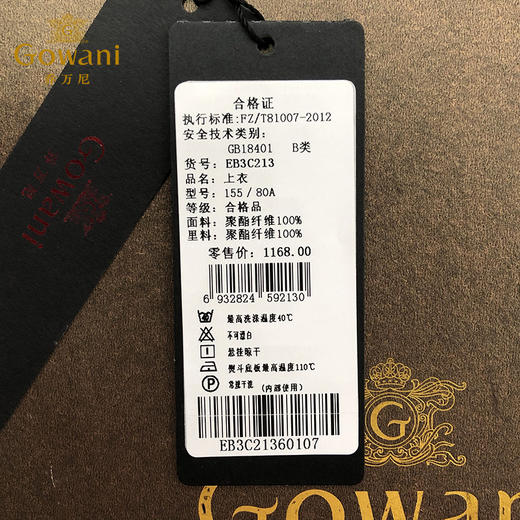 Gowani
乔万尼
Gowani
合格证
执行标准:FZ/T81007-2012
安全技术类别:
GB18401 B类
货号: EB3C213
品名: 上衣
型号: 155/80A
等级: 合格品
面料: 聚酯纤维100%
里料: 聚酯纤维100%
零售价: 1168.00
6 932824 592130
最高洗涤温度40℃
不可漂白
悬挂晾干
熨斗底板最高温度110℃
P 常规干洗 (内部使用)
EB3C21360107
G
Gowani